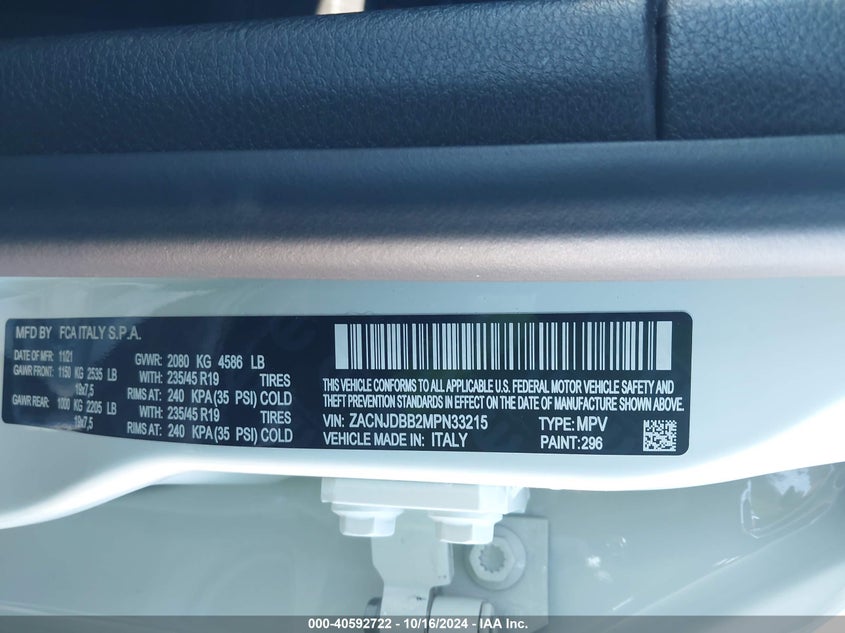 MFD BY FCA ITALY S.P.A.
DATE OF MFR: 11/21 GVWR: 2080 KG 4586 LB
GAWR FRONT: 1150 KG 2535 LB WITH: 235/45 R19 TIRES
19x7,5 RIMS AT: 240 KPA (35 PSI) COLD
GAWR REAR: 1000 KG 2205 LB WITH: 235/45 R19 TIRES
19x7,5 RIMS AT: 240 KPA (35 PSI) COLD
THIS VEHICLE CONFORMS TO ALL APPLICABLE U.S. FEDERAL MOTOR VEHICLE SAFETY AND
THEFT PREVENTION STANDARDS IN EFFECT ON THE DATE OF MANUFACTURE SHOWN ABOVE.
VIN: ZACNJDBB2MPN33215 TYPE: MPV
VEHICLE MADE IN: ITALY PAINT:296
000-40592722 - 10/16/2024 - IAA Inc.